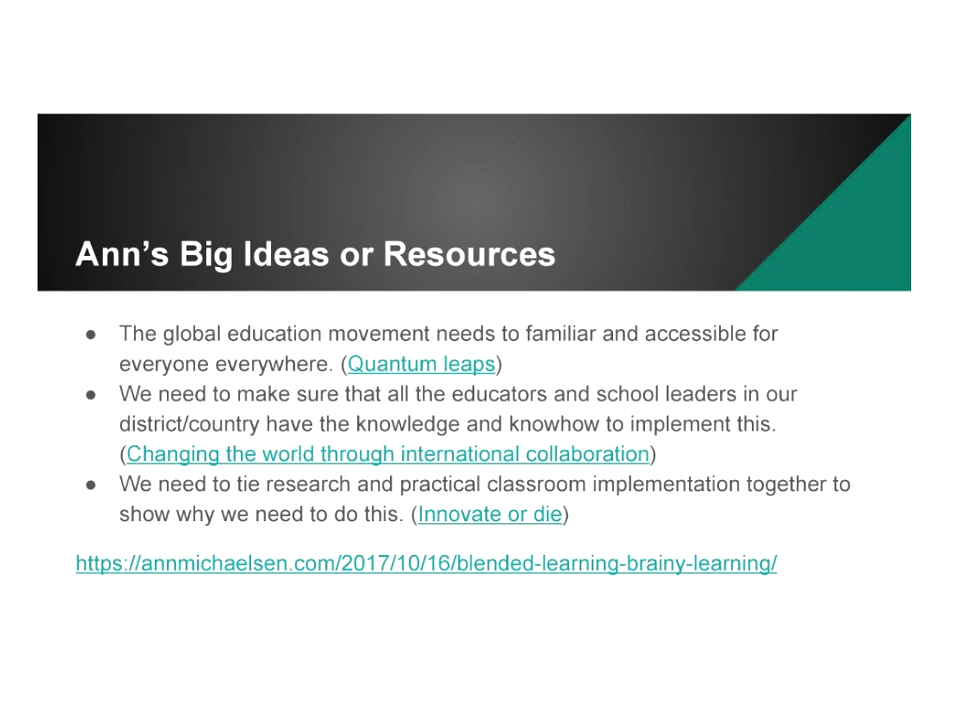 Ann’s Big Ideas or Resources
● The global education movement needs to familiar and accessible for
everyone everywhere. (Quantum leaps)
● We need to make sure that all the educators and school leaders in our
district/country have the knowledge and knowhow to implement this.
(Changing the world through international collaboration)
● We need to tie research and practical classroom implementation together to
show why we need to do this. (Innovate or die)
https://annmichaelsen.com/2017/10/16/blended-learning-brainy-learning/